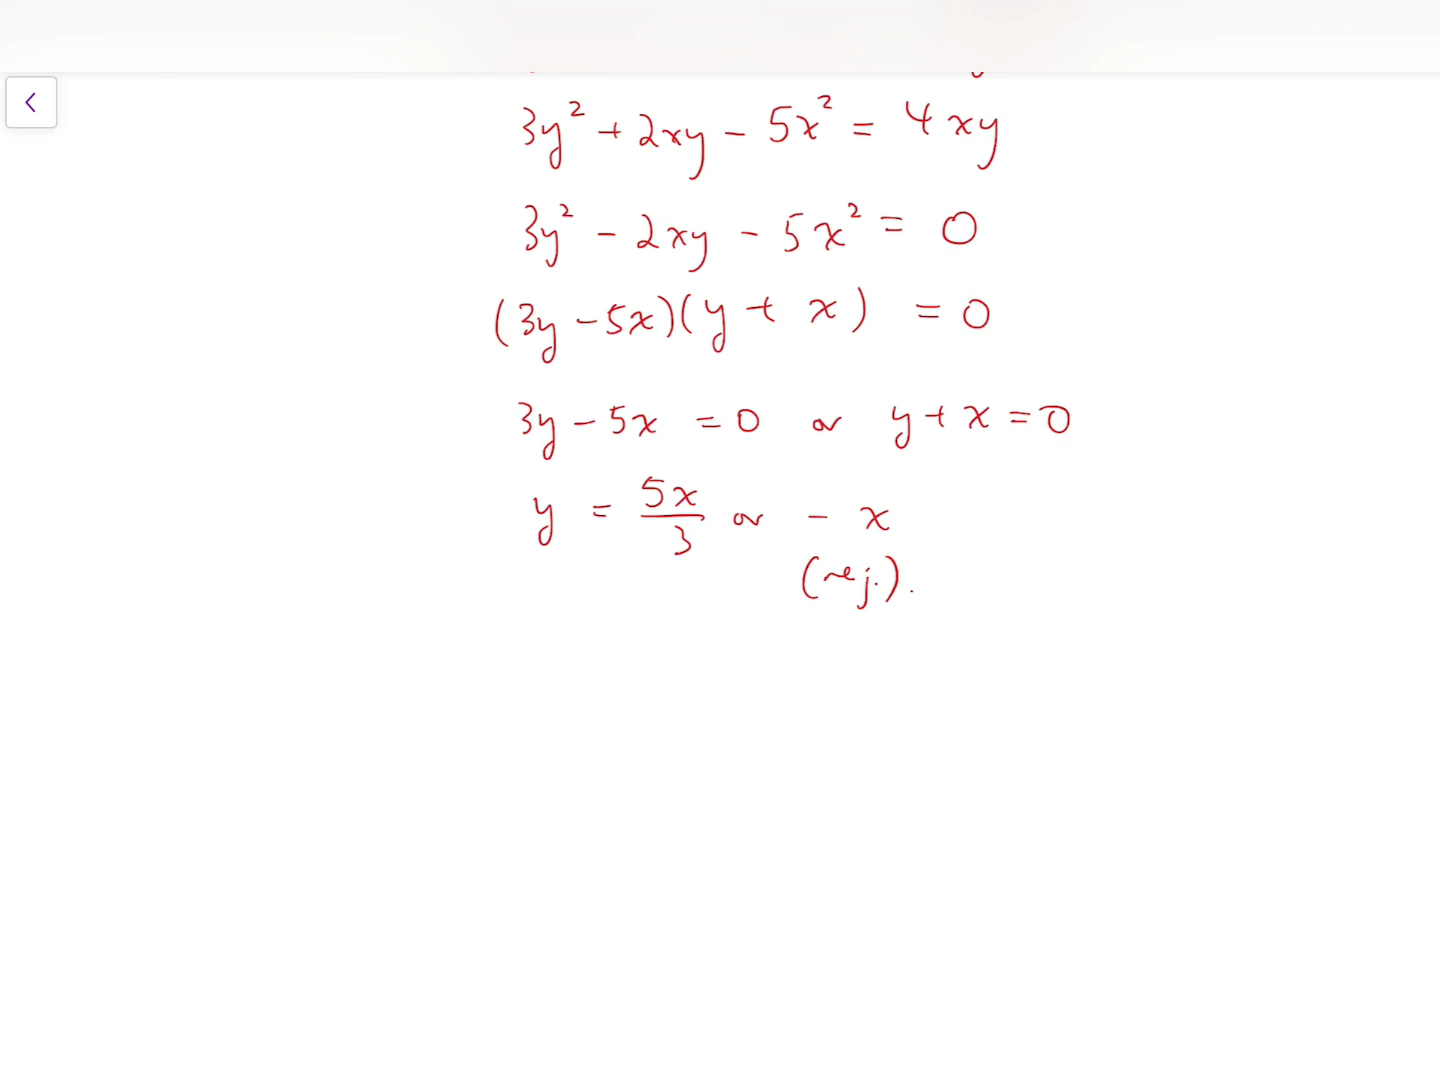 3y² + 2xy - 5x² = 4xy
3y² - 2xy - 5x² = 0
(3y - 5x)(y + x) = 0
3y - 5x = 0 or y + x = 0
y = 5x/3 or - x
(rej.).